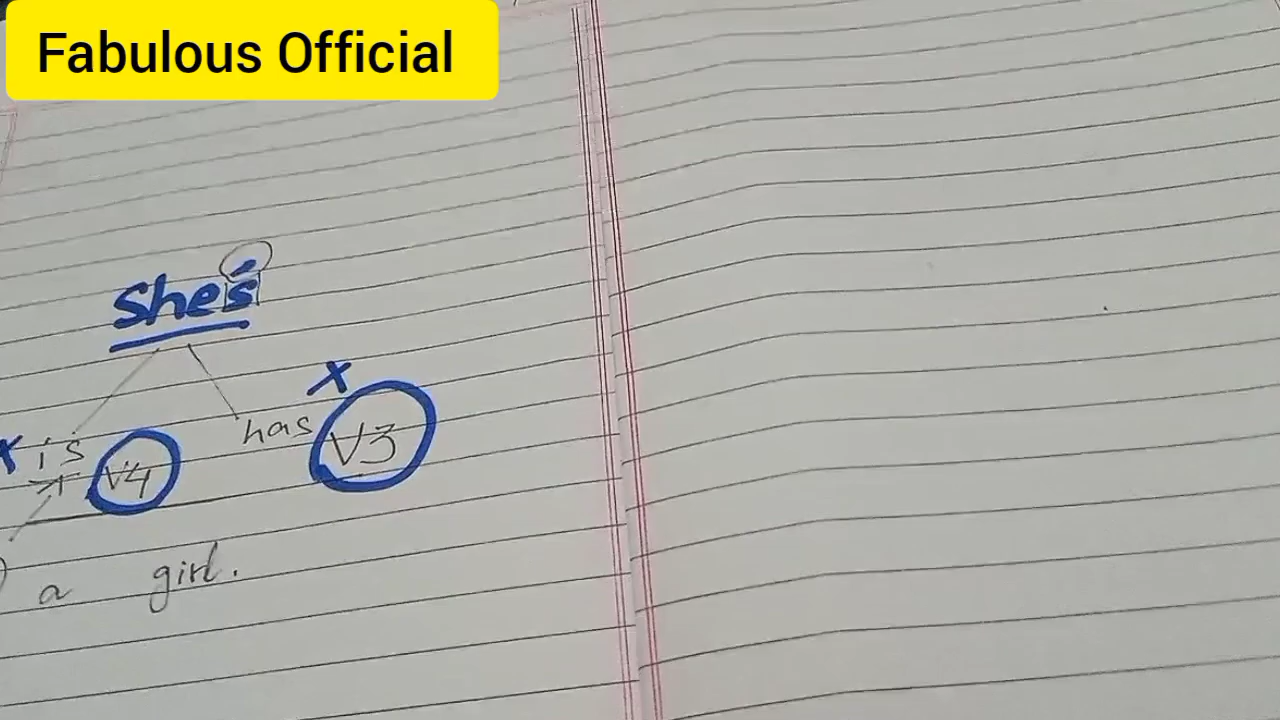 Fabulous Official
She's
x
x is V4 has V3
a girl.